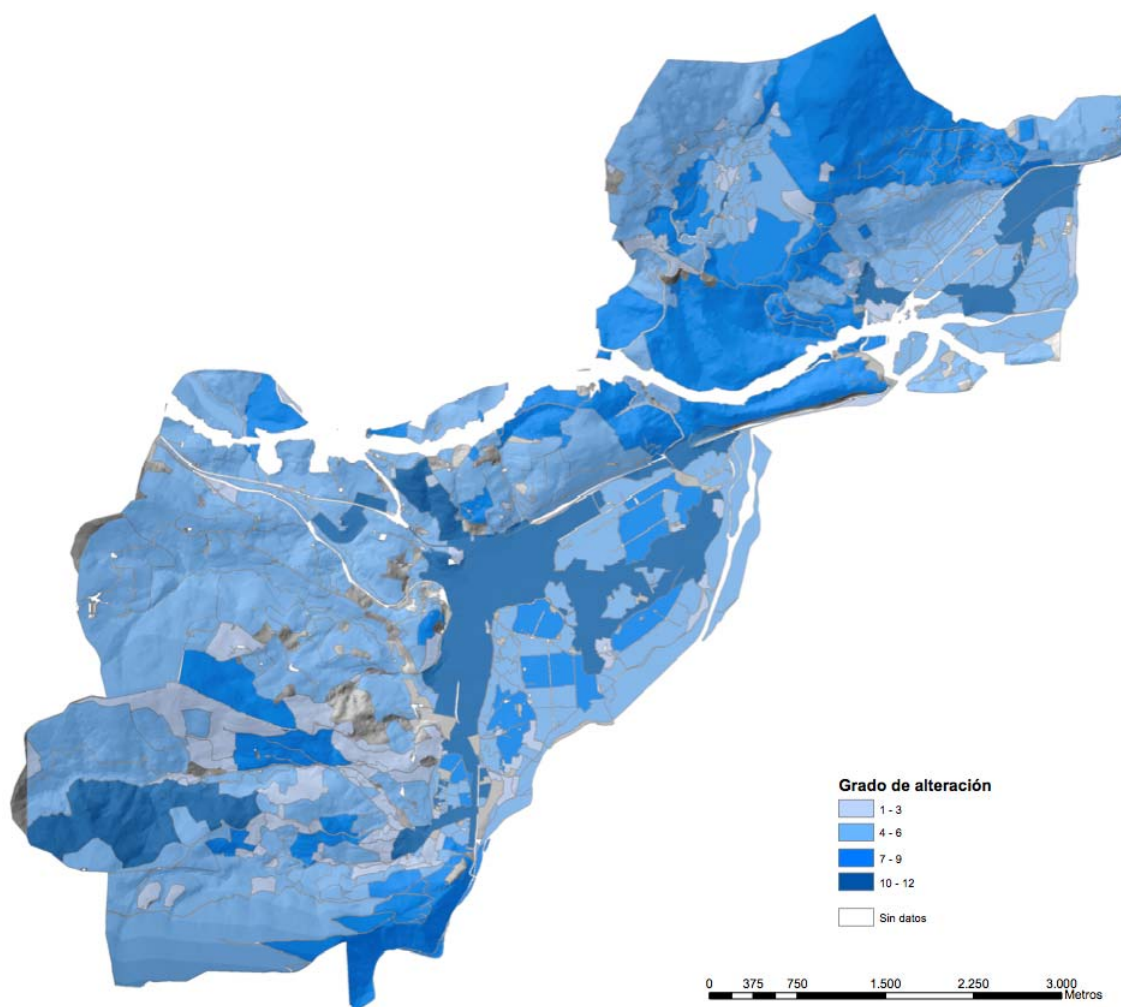 Grado de alteración
1 - 3
4 - 6
7 - 9
10 - 12
Sin datos
0 375 750 1.500 2.250 3.000
Metros